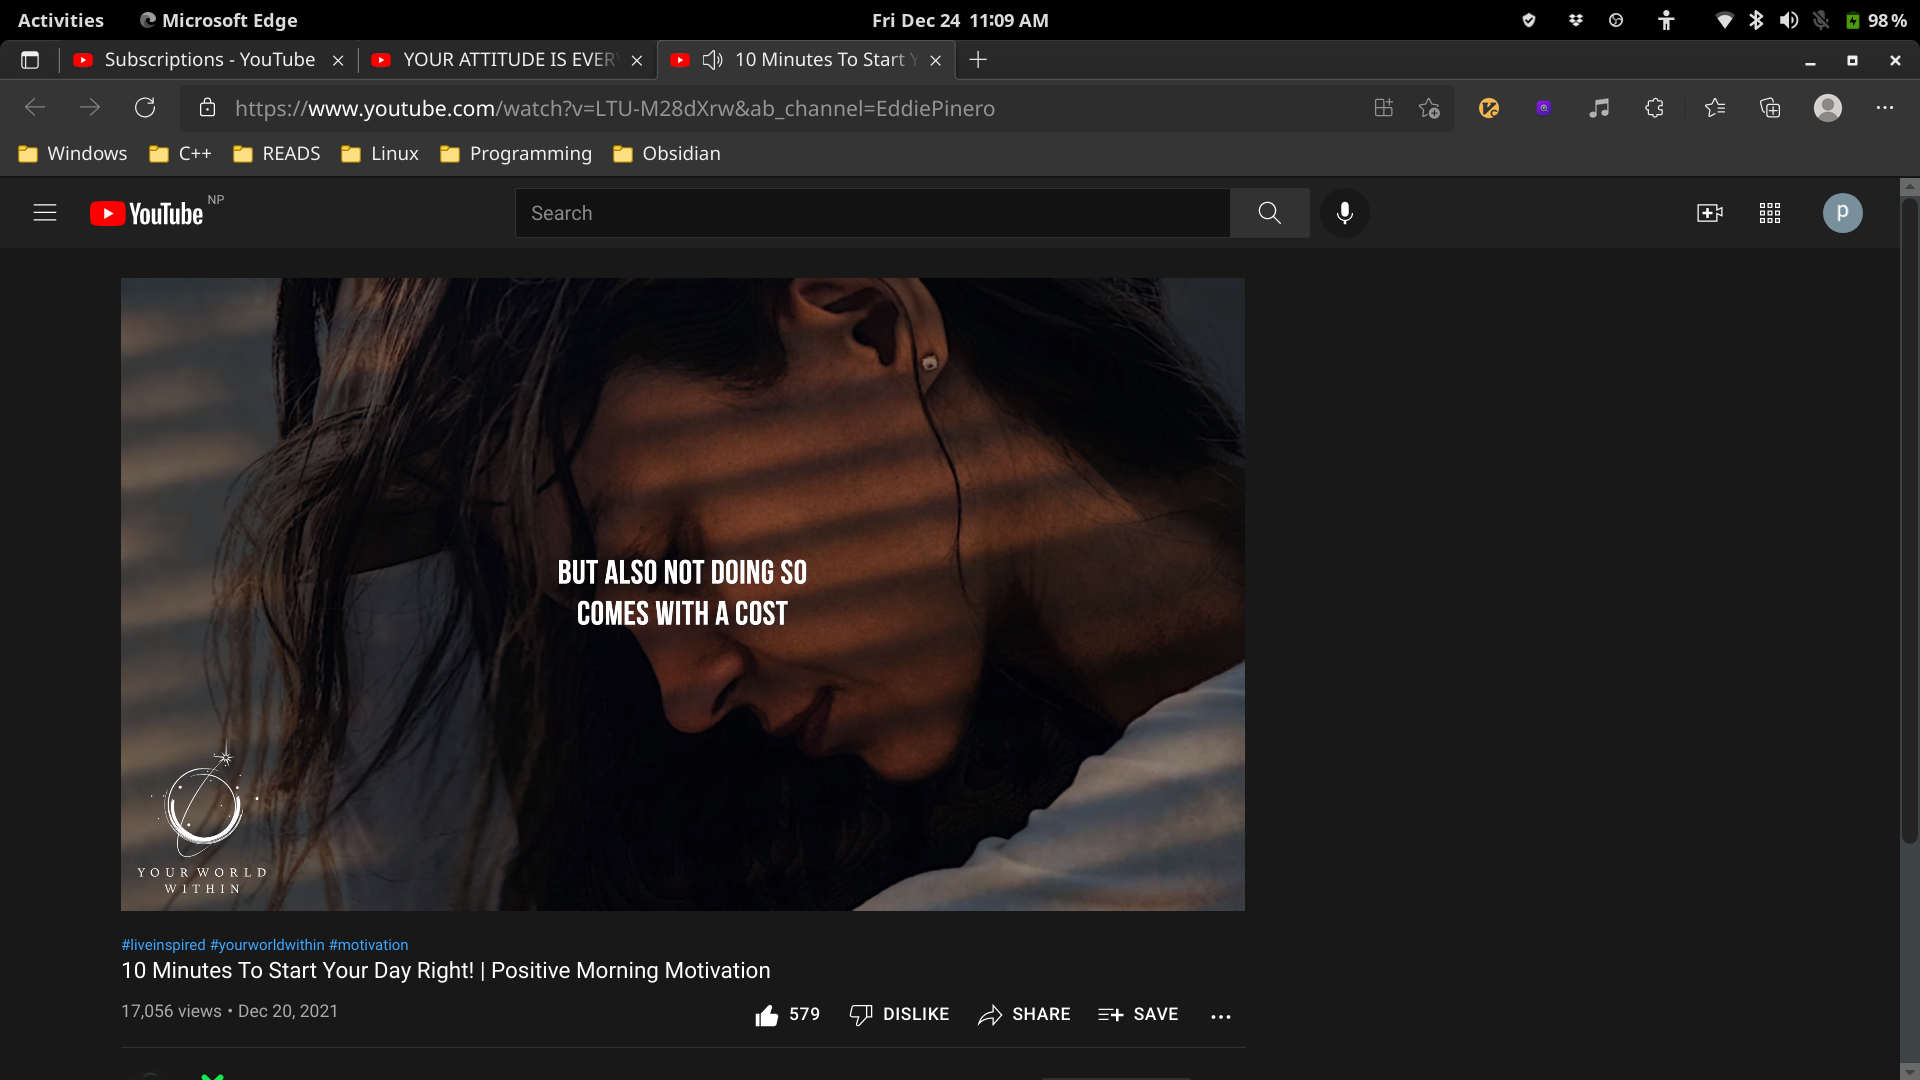 Activities
Microsoft Edge
Fri Dec 24 11:09 AM
98%
Subscriptions - YouTube
YOUR ATTITUDE IS EVER
10 Minutes To Start Y
https://www.youtube.com/watch?v=LTU-M28dXrw&ab_channel=EddiePinero
Windows
C++
READS
Linux
Programming
Obsidian
YouTube NP
Search
p
BUT ALSO NOT DOING SO
COMES WITH A COST
YOUR WORLD
WITHIN
#liveinspired #yourworldwithin #motivation
10 Minutes To Start Your Day Right! | Positive Morning Motivation
17,056 views • Dec 20, 2021
579
DISLIKE
SHARE
SAVE